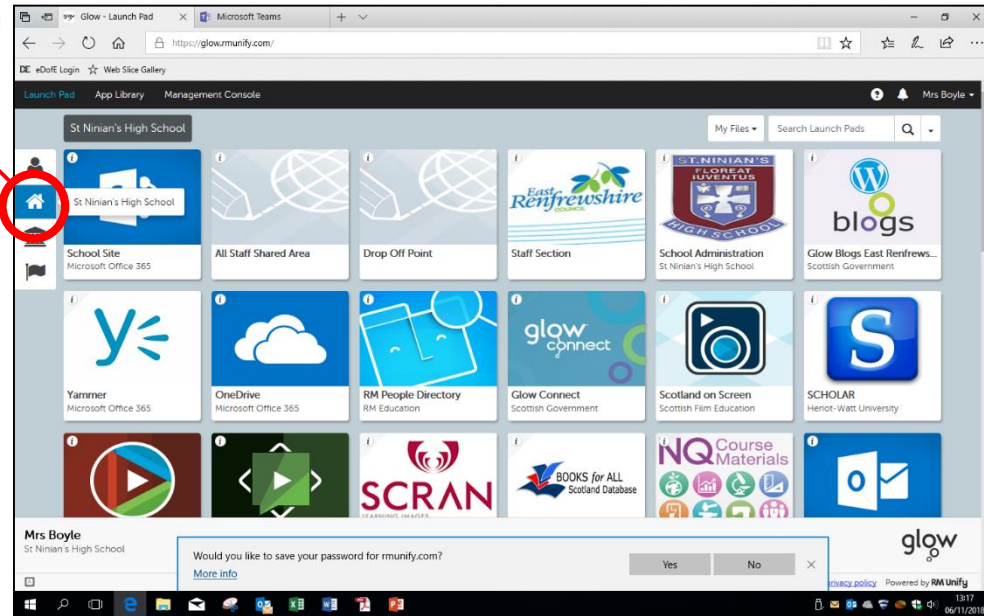 Glow - Launch Pad
Microsoft Teams
https://glow.rmunify.com/
eDofE Login
Web Slice Gallery
Launch Pad App Library Management Console
Mrs Boyle
St Ninian's High School
My Files
Search Launch Pads
St Ninian's High School
School Site
Microsoft Office 365
All Staff Shared Area
Drop Off Point
East
Renfrewshire
COUNCIL
Staff Section
ST.NINIAN'S
FLOREAT
IUVENTUS
HIGH SCHOOL
School Administration
St Ninian's High School
blogs
Glow Blogs East Renfrews...
Scottish Government
Yammer
Microsoft Office 365
OneDrive
Microsoft Office 365
RM People Directory
RM Education
glow
connect
Glow Connect
Scottish Government
Scotland on Screen
Scottish Film Education
S
SCHOLAR
Heriot-Watt University
SCRAN
LEARNING IMAGES
BOOKS for ALL
Scotland Database
NQ Course
Materials
Mrs Boyle
St Ninian's High School
Would you like to save your password for rmunify.com?
More info
Yes
No
glow
privacy policy
Powered by RM Unify
13:17
06/11/2018